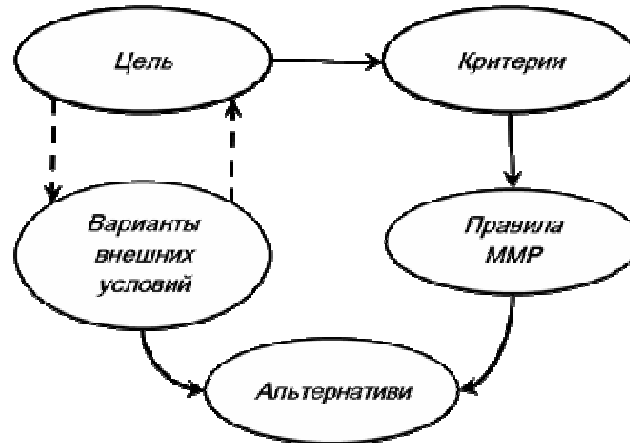 Цель
Критерии
Варианты
внешних
условий
Правила
ММР
Альтернативи